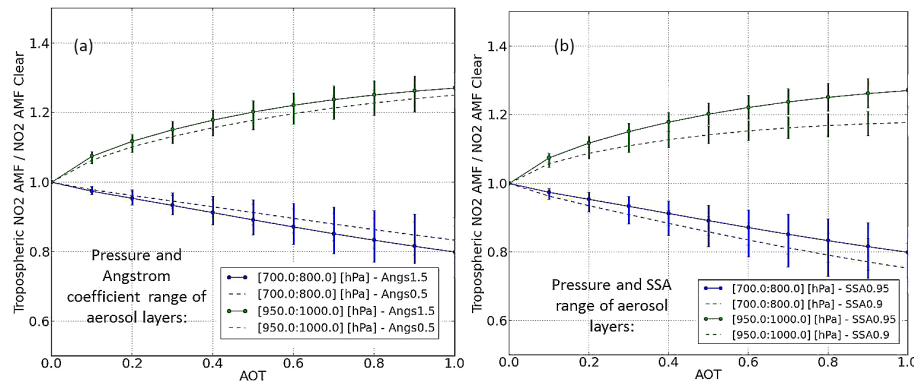 (a)
Tropospheric NO2 AMF / NO2 AMF Clear
1.4
1.2
1.0
0.8
0.6
Pressure and
Angstrom
coefficient range of
aerosol layers:
[700.0:800.0] [hPa] - Angs1.5
[700.0:800.0] [hPa] - Angs0.5
[950.0:1000.0] [hPa] - Angs1.5
[950.0:1000.0] [hPa] - Angs0.5
0.0 0.2 0.4 0.6 0.8 1.0
AOT
(b)
Tropospheric NO2 AMF / NO2 AMF Clear
1.4
1.2
1.0
0.8
0.6
Pressure and SSA
range of aerosol
layers:
[700.0:800.0] [hPa] - SSA0.95
[700.0:800.0] [hPa] - SSA0.9
[950.0:1000.0] [hPa] - SSA0.95
[950.0:1000.0] [hPa] - SSA0.9
0.0 0.2 0.4 0.6 0.8 1.0
AOT